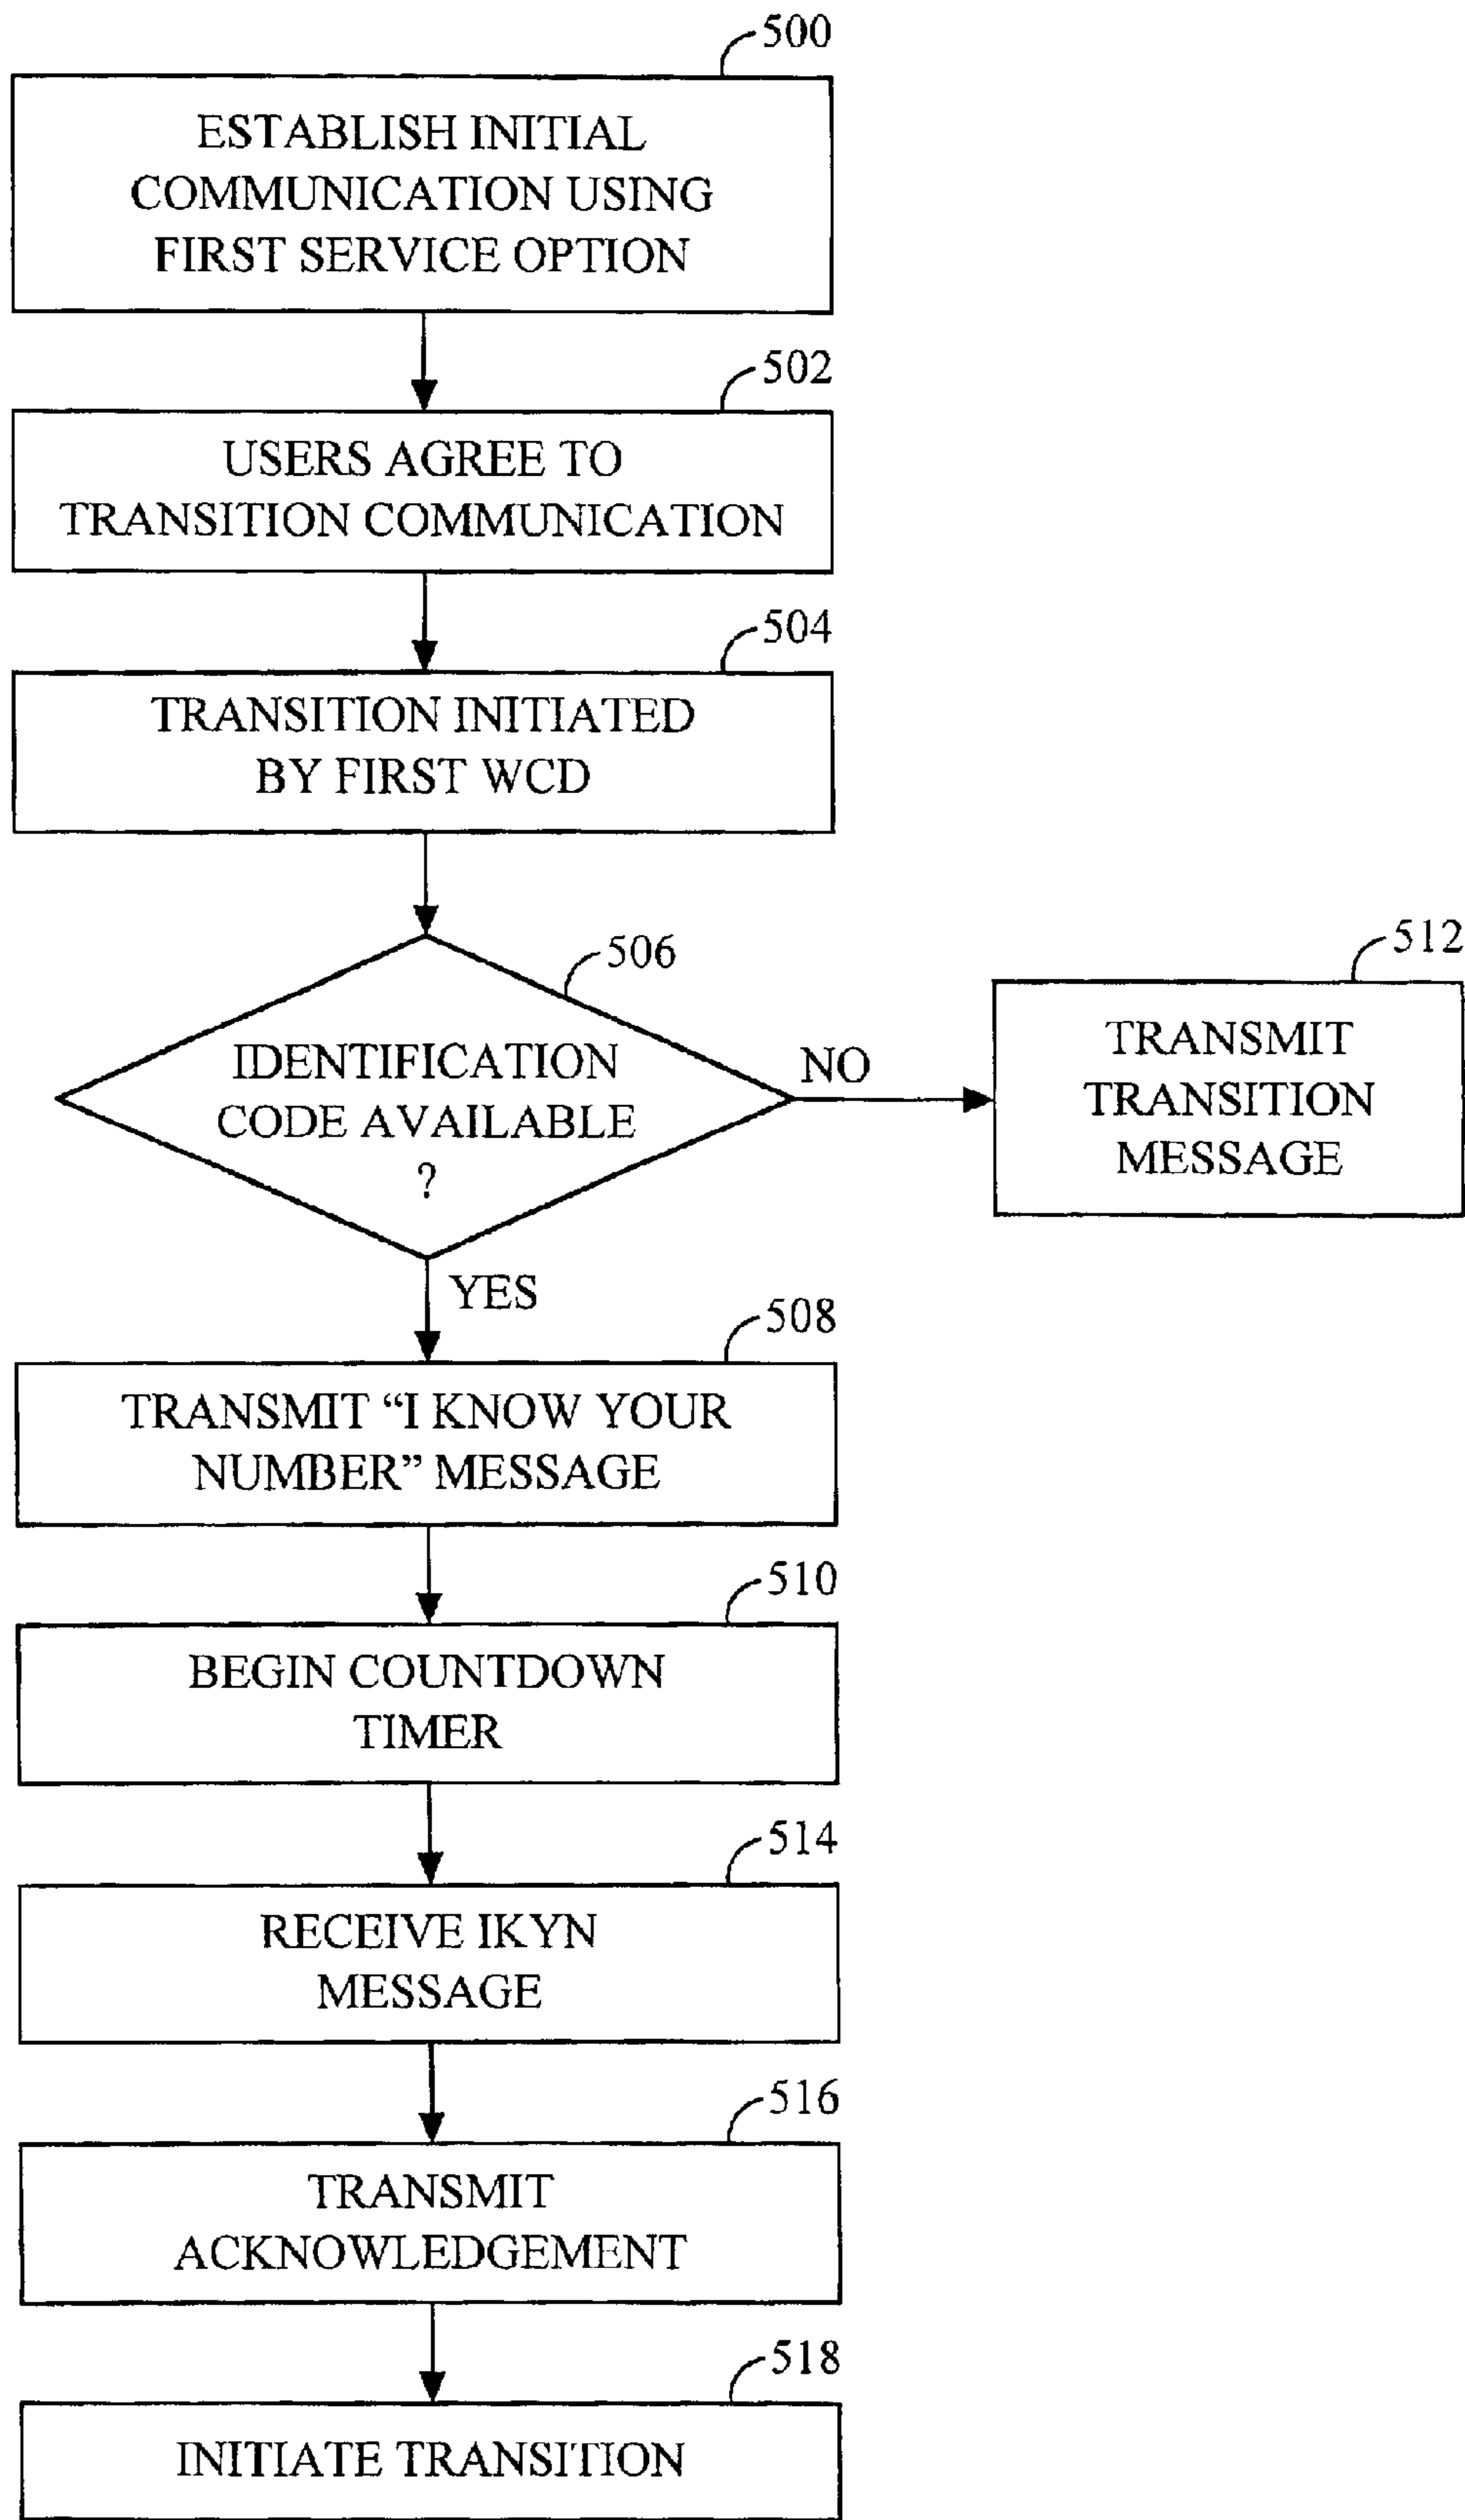 500
ESTABLISH INITIAL
COMMUNICATION USING
FIRST SERVICE OPTION
502
USERS AGREE TO
TRANSITION COMMUNICATION
504
TRANSITION INITIATED
BY FIRST WCD
506
IDENTIFICATION
CODE AVAILABLE
?
NO
512
TRANSMIT
TRANSITION
MESSAGE
YES
508
TRANSMIT “I KNOW YOUR
NUMBER” MESSAGE
510
BEGIN COUNTDOWN
TIMER
514
RECEIVE IKYN
MESSAGE
516
TRANSMIT
ACKNOWLEDGEMENT
518
INITIATE TRANSITION